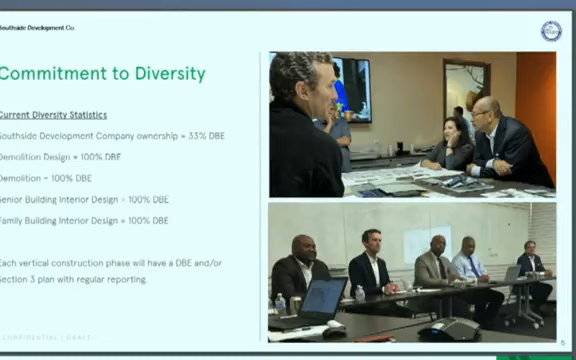 Southside Development Co.
Commitment to Diversity
Current Diversity Statistics
Southside Development Company ownership = 33% DBE
Demolition Design = 100% DBE
Demolition = 100% DBE
Senior Building Interior Design = 100% DBE
Family Building Interior Design = 100% DBE
Each vertical construction phase will have a DBE and/or
Section 3 plan with regular reporting.
CONFIDENTIAL DRAFT
6